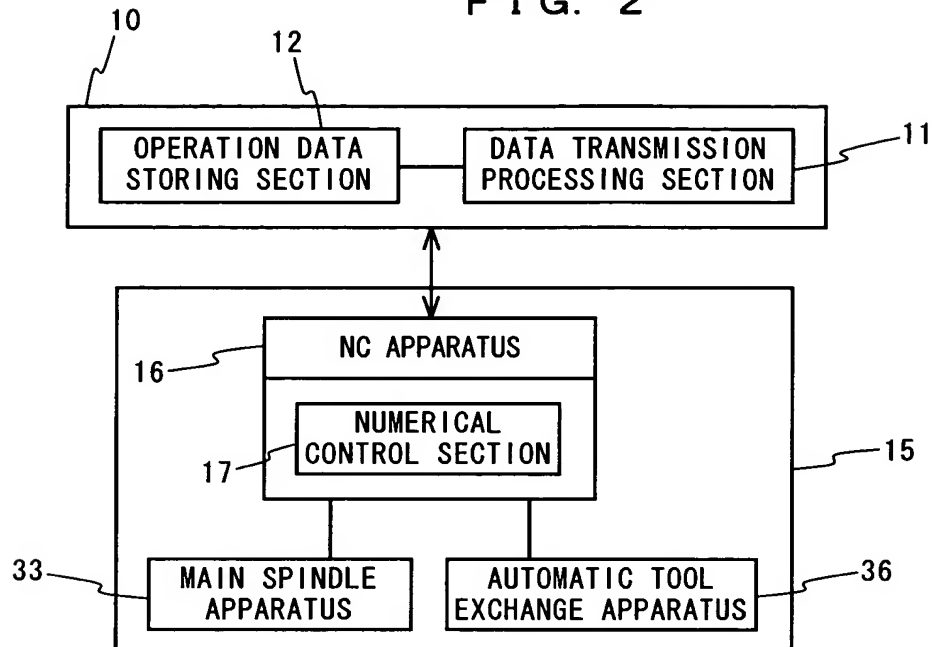 FIG. 2
10
12
OPERATION DATA
STORING SECTION
DATA TRANSMISSION
PROCESSING SECTION
11
NC APPARATUS
16
NUMERICAL
CONTROL SECTION
17
15
33
MAIN SPINDLE
APPARATUS
AUTOMATIC TOOL
EXCHANGE APPARATUS
36